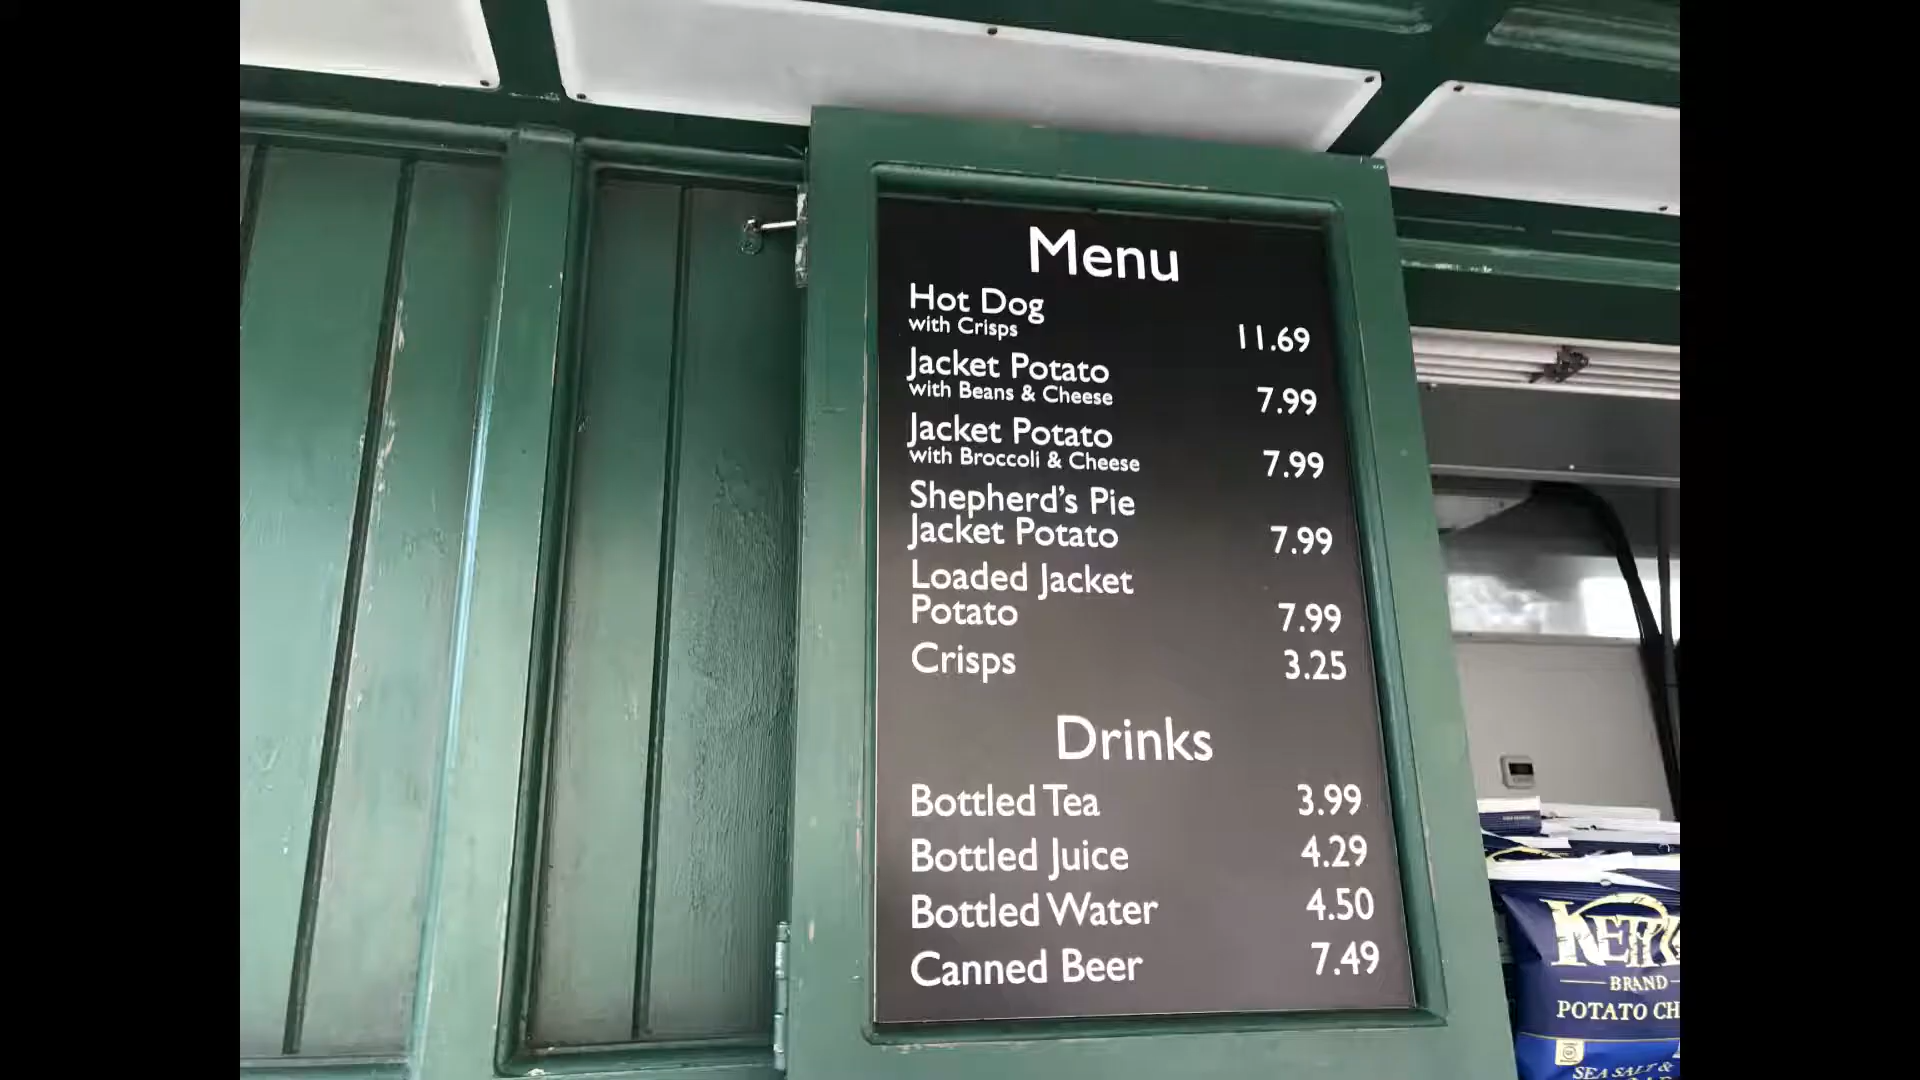 Menu
Hot Dog
with Crisps 11.69
Jacket Potato
with Beans & Cheese 7.99
Jacket Potato
with Broccoli & Cheese 7.99
Shepherd's Pie
Jacket Potato 7.99
Loaded Jacket
Potato 7.99
Crisps 3.25
Drinks
Bottled Tea 3.99
Bottled Juice 4.29
Bottled Water 4.50
Canned Beer 7.49
BRAND
POTATO
SEA SALT &